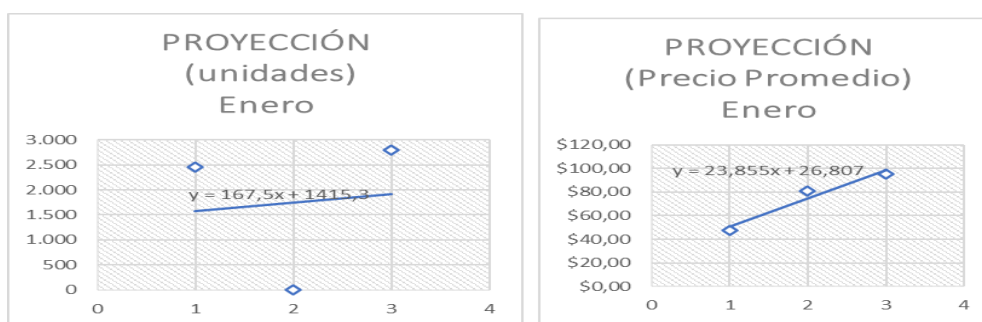 PROYECCIÓN
(unidades)
Enero
3.000
2.500
2.000
1.500
1.000
500
0
y = 167,5x + 1415,3
0 1 2 3 4
PROYECCIÓN
(Precio Promedio)
Enero
$120,00
$100,00
$80,00
$60,00
$40,00
$20,00
$0,00
y = 23,855x + 26,807
0 1 2 3 4